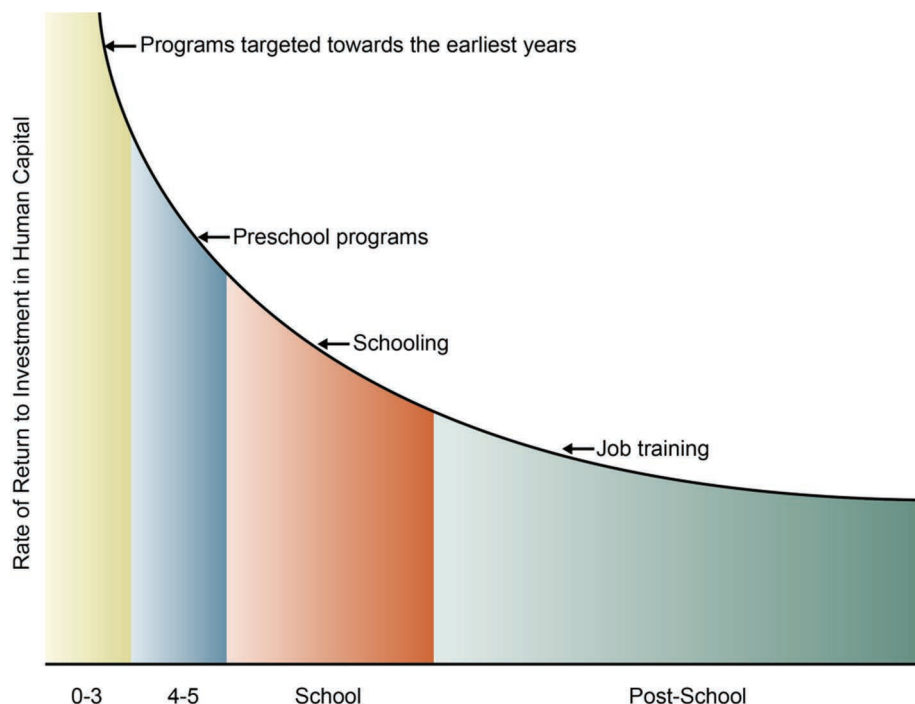 Programs targeted towards the earliest years
Preschool programs
Schooling
Job training
Rate of Return to Investment in Human Capital
0-3
4-5
School
Post-School